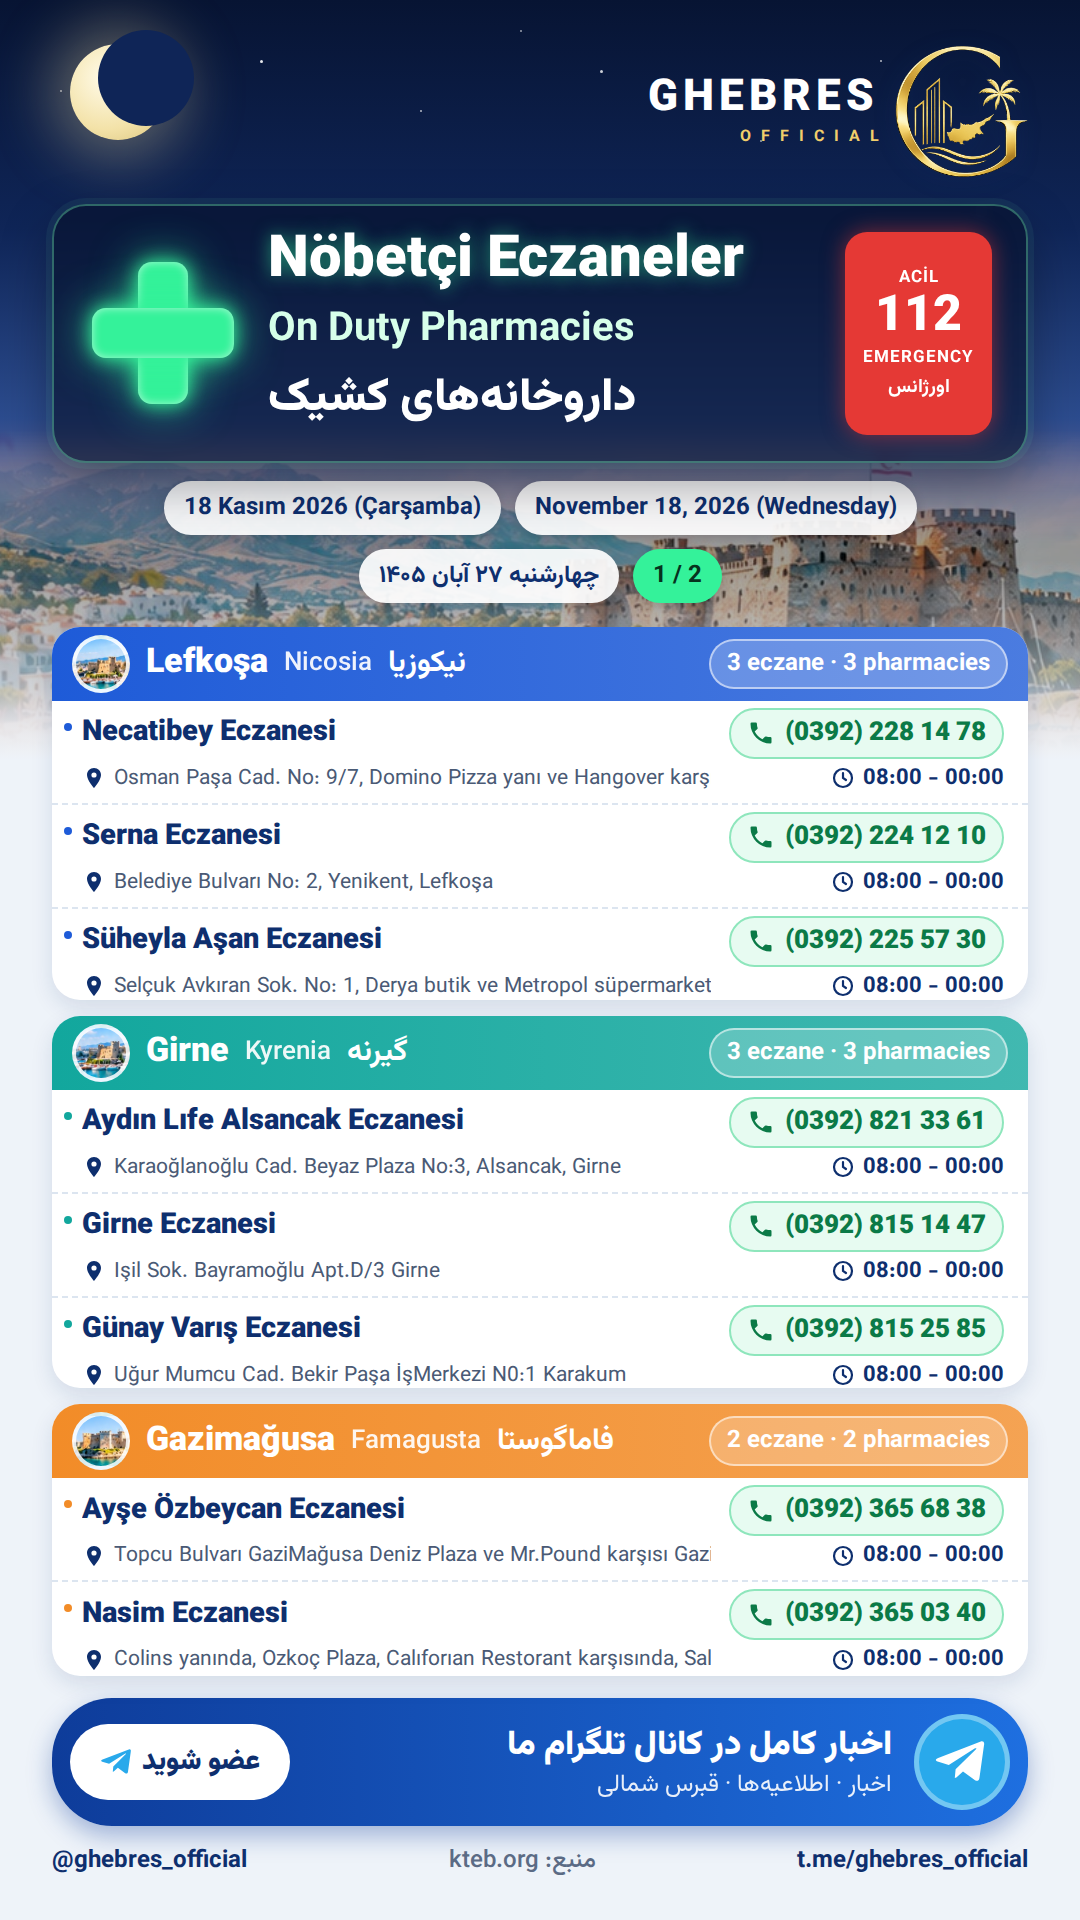 GHEBRES
OFFICIAL
Nöbetçi Eczaneler
On Duty Pharmacies
داروخانه‌های کشیک
ACİL
112
EMERGENCY
اورژانس
18 Kasım 2026 (Çarşamba)
November 18, 2026 (Wednesday)
چهارشنبه ۲۷ آبان ۱۴۰۵
1 / 2
Lefkoşa Nicosia نیکوزیا
3 eczane · 3 pharmacies
Necatibey Eczanesi
(0392) 228 14 78
Osman Paşa Cad. No: 9/7, Domino Pizza yanı ve Hangover karş
08:00 - 00:00
Serna Eczanesi
(0392) 224 12 10
Belediye Bulvarı No: 2, Yenikent, Lefkoşa
08:00 - 00:00
Süheyla Aşan Eczanesi
(0392) 225 57 30
Selçuk Avkıran Sok. No: 1, Derya butik ve Metropol süpermarket
08:00 - 00:00
Girne Kyrenia گیرنه
3 eczane · 3 pharmacies
Aydın Lıfe Alsancak Eczanesi
(0392) 821 33 61
Karaoğlanoğlu Cad. Beyaz Plaza No:3, Alsancak, Girne
08:00 - 00:00
Girne Eczanesi
(0392) 815 14 47
Işil Sok. Bayramoğlu Apt.D/3 Girne
08:00 - 00:00
Günay Varış Eczanesi
(0392) 815 25 85
Uğur Mumcu Cad. Bekir Paşa İşMerkezi N0:1 Karakum
08:00 - 00:00
Gazimağusa Famagusta فاماگوستا
2 eczane · 2 pharmacies
Ayşe Özbeycan Eczanesi
(0392) 365 68 38
Topcu Bulvarı GaziMağusa Deniz Plaza ve Mr.Pound karşısı Gazi
08:00 - 00:00
Nasim Eczanesi
(0392) 365 03 40
Colins yanında, Ozkoç Plaza, Calıforıan Restorant karşısında, Sal
08:00 - 00:00
اخبار کامل در کانال تلگرام ما
اخبار · اطلاعیه‌ها · قبرس شمالی
عضو شوید
@ghebres_official
منبع: kteb.org
t.me/ghebres_official